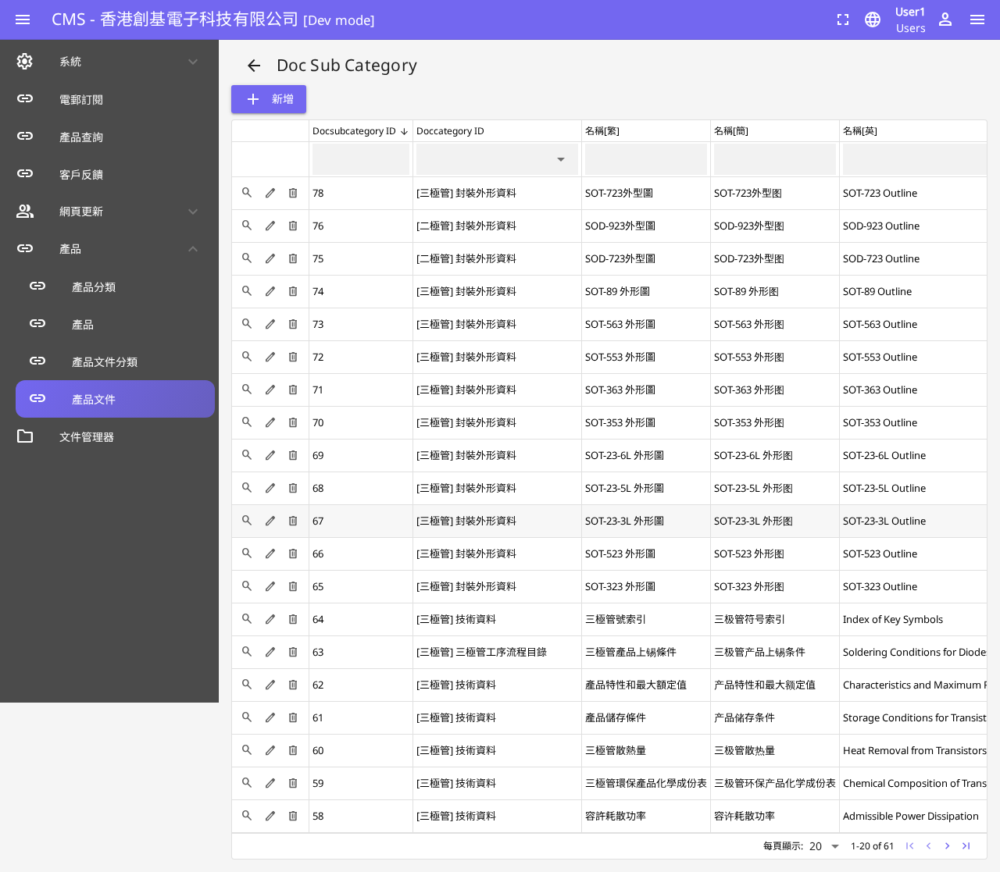 CMS - 香港創基電子科技有限公司 [Dev mode]
User1
Users
系統
電郵訂閱
產品查詢
客戶反饋
網頁更新
產品
產品分類
產品
產品文件分類
產品文件
文件管理器
Doc Sub Category
新增
Docsubcategory ID Doccategory ID 名稱[繁] 名稱[簡] 名稱[英]
78 [三極管] 封裝外形資料 SOT-723外型圖 SOT-723外型图 SOT-723 Outline
76 [二極管] 封裝外形資料 SOD-923外型圖 SOD-923外型图 SOD-923 Outline
75 [二極管] 封裝外形資料 SOD-723外型圖 SOD-723外型图 SOD-723 Outline
74 [三極管] 封裝外形資料 SOT-89 外形圖 SOT-89 外形图 SOT-89 Outline
73 [三極管] 封裝外形資料 SOT-563 外形圖 SOT-563 外形图 SOT-563 Outline
72 [三極管] 封裝外形資料 SOT-553 外形圖 SOT-553 外形图 SOT-553 Outline
71 [三極管] 封裝外形資料 SOT-363 外形圖 SOT-363 外形图 SOT-363 Outline
70 [三極管] 封裝外形資料 SOT-353 外形圖 SOT-353 外形图 SOT-353 Outline
69 [三極管] 封裝外形資料 SOT-23-6L 外形圖 SOT-23-6L 外形图 SOT-23-6L Outline
68 [三極管] 封裝外形資料 SOT-23-5L 外形圖 SOT-23-5L 外形图 SOT-23-5L Outline
67 [三極管] 封裝外形資料 SOT-23-3L 外形圖 SOT-23-3L 外形图 SOT-23-3L Outline
66 [三極管] 封裝外形資料 SOT-523 外形圖 SOT-523 外形图 SOT-523 Outline
65 [三極管] 封裝外形資料 SOT-323 外形圖 SOT-323 外形图 SOT-323 Outline
64 [三極管] 技術資料 三極管號索引 三极管符号索引 Index of Key Symbols
63 [三極管] 三極管工序流程目錄 三極管產品上锡條件 三极管产品上锡条件 Soldering Conditions for Diodes
62 [三極管] 技術資料 產品特性和最大額定值 产品特性和最大额定值 Characteristics and Maximum
61 [三極管] 技術資料 產品儲存條件 产品储存条件 Storage Conditions for Transist
60 [三極管] 技術資料 三極管散熱量 三极管散热量 Heat Removal from Transistors
59 [三極管] 技術資料 三極管環保產品化學成份表 三极管环保产品化学成份表 Chemical Composition of Trans
58 [三極管] 技術資料 容許耗散功率 容许耗散功率 Admissible Power Dissipation
每頁顯示: 20 1-20 of 61